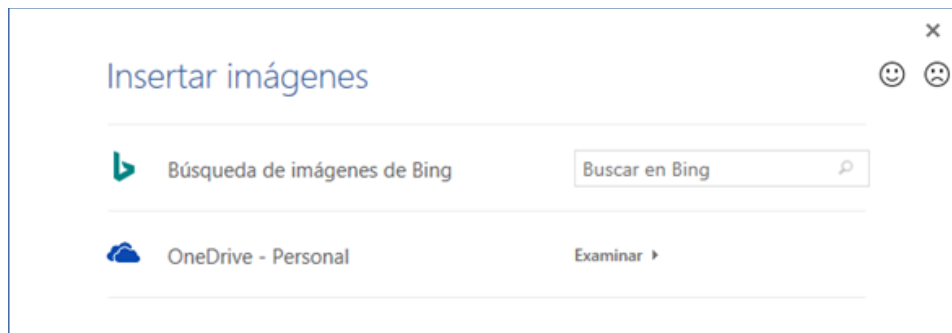 Insertar imágenes
Búsqueda de imágenes de Bing
Buscar en Bing
OneDrive - Personal
Examinar